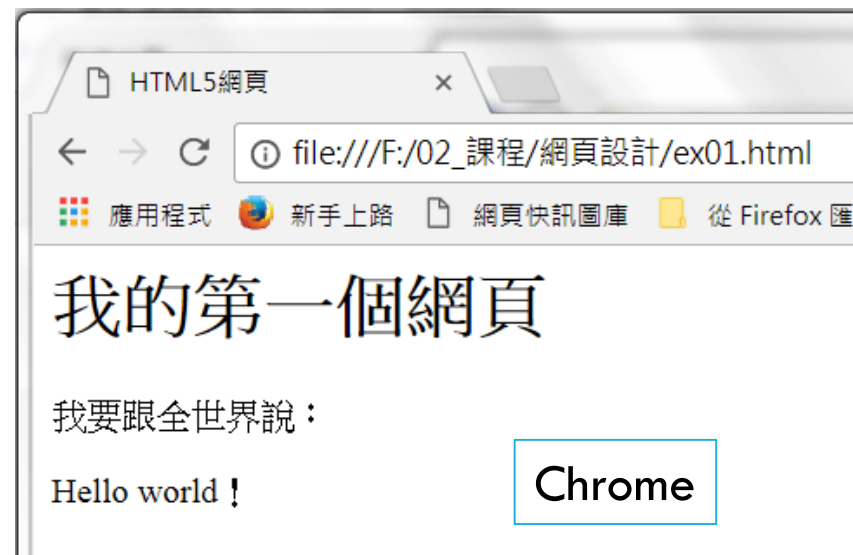 HTML5網頁
file:///F:/02_課程/網頁設計/ex01.html
應用程式 新手上路 網頁快訊圖庫 從 Firefox 匯
我的第一個網頁
我要跟全世界說：
Hello world！
Chrome